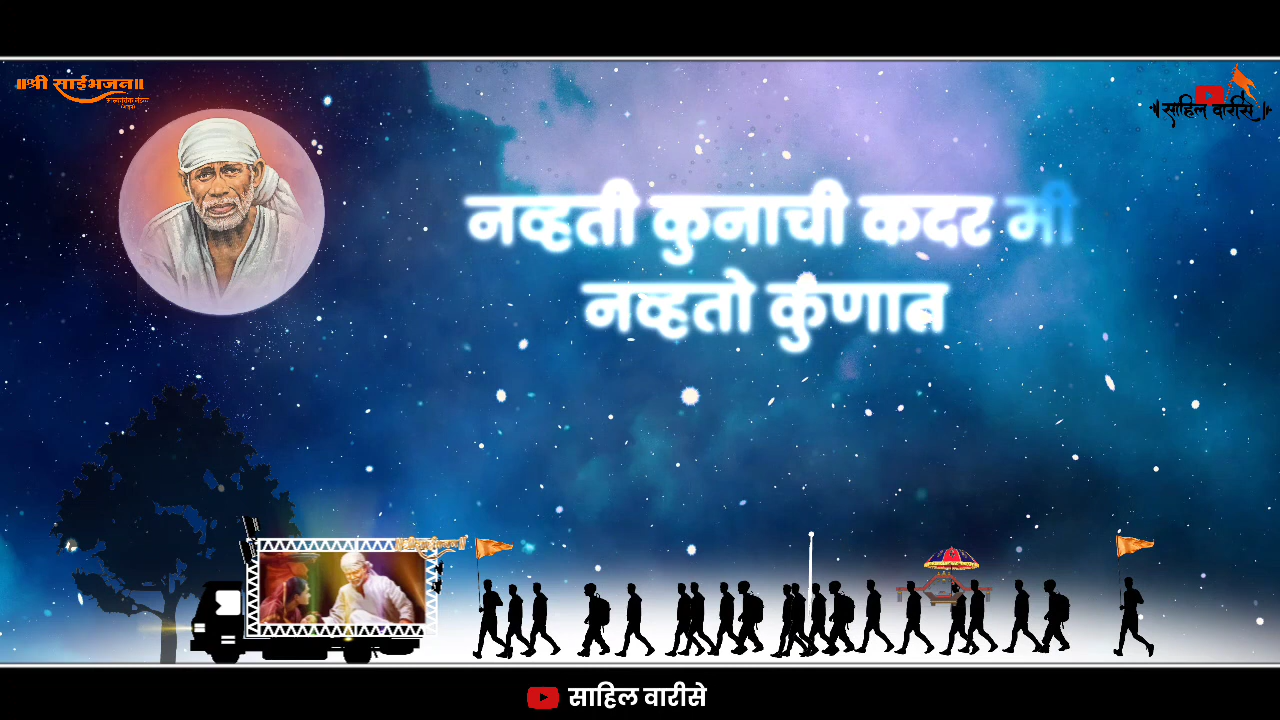 ॥श्री साईभजन॥
साहिल वारीसे
नव्हती कुनाची कदर मी
नव्हतो कुणाब
साहिल वारीसे